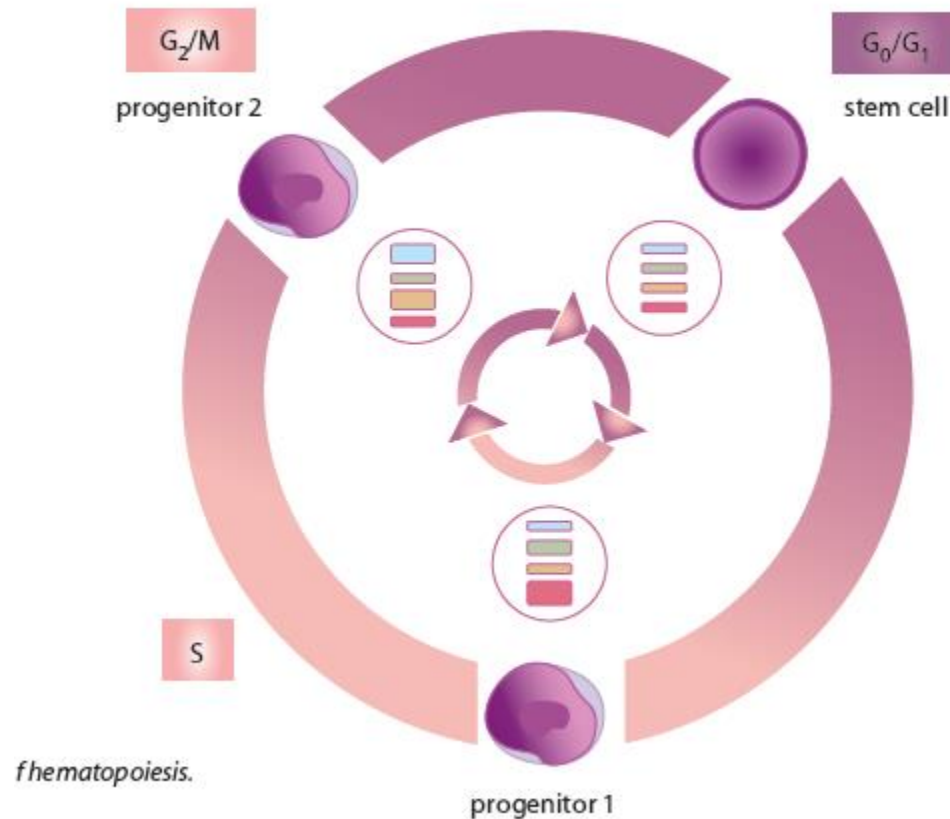 G₂/M
progenitor 2
G₀/G₁
stem cell
S
f hematopoiesis.
progenitor 1